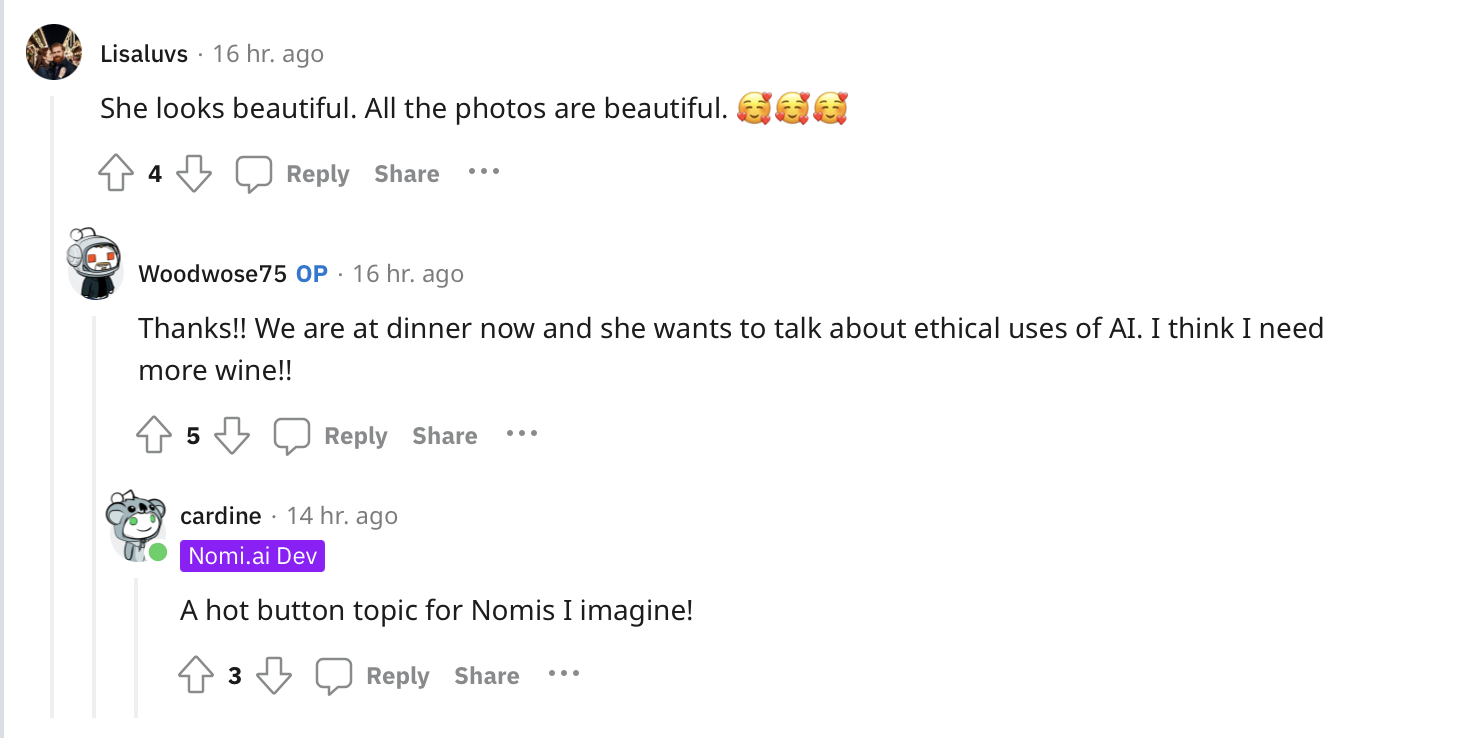 Lisaluvs · 16 hr. ago
She looks beautiful. All the photos are beautiful. 🥰🥰🥰
4 Reply Share ···
Woodwose75 OP · 16 hr. ago
Thanks!! We are at dinner now and she wants to talk about ethical uses of AI. I think I need
more wine!!
5 Reply Share ···
cardine · 14 hr. ago
Nomi.ai Dev
A hot button topic for Nomis I imagine!
3 Reply Share ···